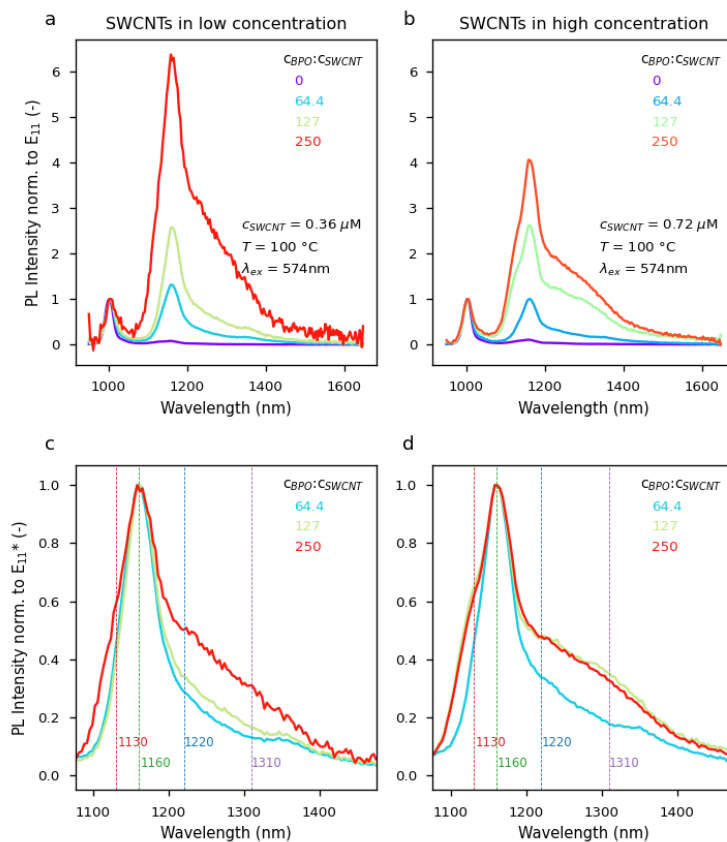 SWCNTs in low concentration
a
PL Intensity norm. to E₁₁ (-)
6
5
4
3
2
1
0
c_BPO:c_SWCNT
0
64.4
127
250
c_SWCNT = 0.36 μM
T = 100 °C
λ_ex = 574nm
1000
1200
1400
1600
Wavelength (nm)
SWCNTs in high concentration
b
6
5
4
3
2
1
0
c_BPO:c_SWCNT
0
64.4
127
250
c_SWCNT = 0.72 μM
T = 100 °C
λ_ex = 574nm
1000
1200
1400
1600
Wavelength (nm)
c
PL Intensity norm. to E₁₁* (-)
1.0
0.8
0.6
0.4
0.2
0.0
c_BPO:c_SWCNT
64.4
127
250
1130
1220
1160
1310
1100
1200
1300
1400
Wavelength (nm)
d
1.0
0.8
0.6
0.4
0.2
0.0
c_BPO:c_SWCNT
64.4
127
250
1130
1220
1160
1310
1100
1200
1300
1400
Wavelength (nm)